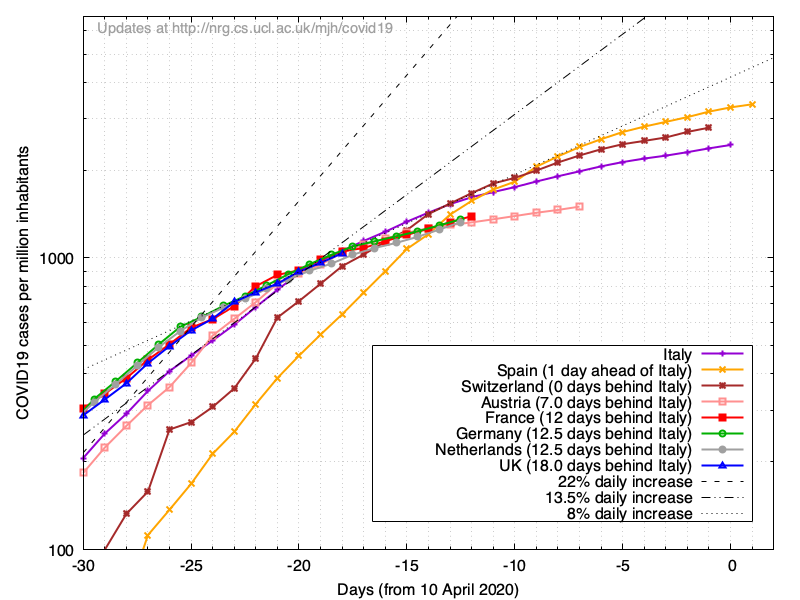 Updates at http://nrg.cs.ucl.ac.uk/mjh/covid19
COVID19 cases per million inhabitants
1000
100
Italy
Spain (1 day ahead of Italy)
Switzerland (0 days behind Italy)
Austria (7.0 days behind Italy)
France (12 days behind Italy)
Germany (12.5 days behind Italy)
Netherlands (12.5 days behind Italy)
UK (18.0 days behind Italy)
22% daily increase
13.5% daily increase
8% daily increase
-30 -25 -20 -15 -10 -5 0
Days (from 10 April 2020)